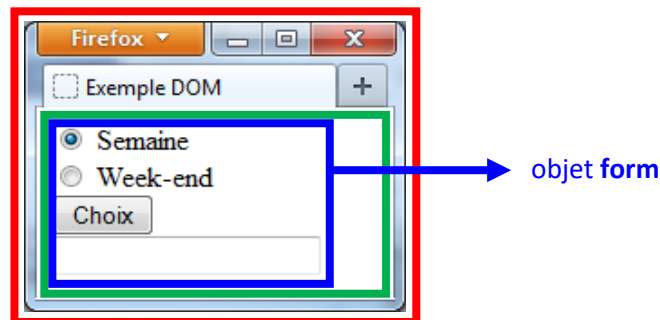 Firefox
Exemple DOM
Semaine
Week-end
Choix
objet form